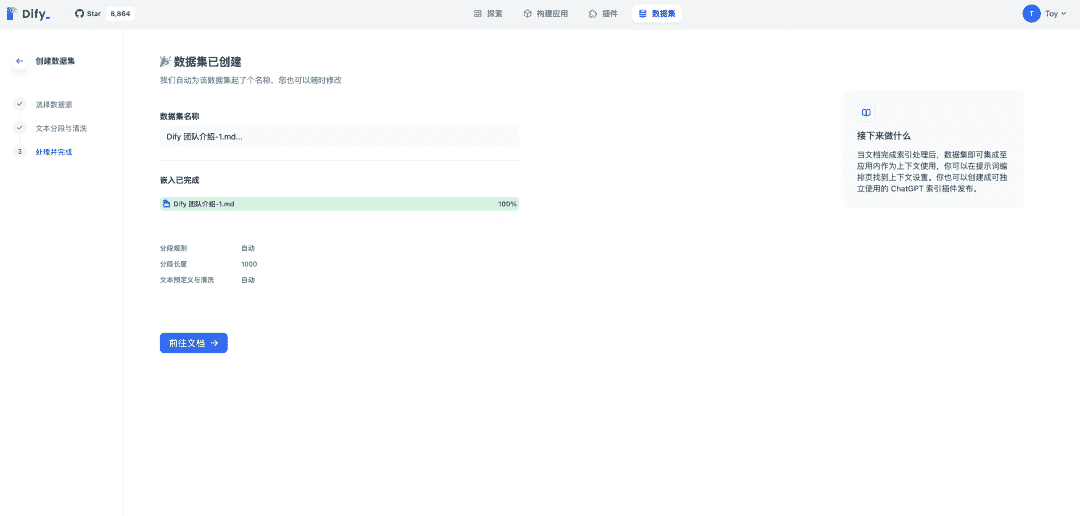 Dify_
Star 8,864
探索
构建应用
插件
数据集
T Toy
创建数据集
选择数据源
文本分段与清洗
3 处理并完成
数据集已创建
我们自动为该数据集起了个名称，您也可以随时修改
数据集名称
Dify 团队介绍-1.md...
嵌入已完成
Dify 团队介绍-1.md 100%
分段规则 自动
分段长度 1000
文本预定义与清洗 自动
前往文档 →
接下来做什么
当文档完成索引处理后，数据集即可集成至
应用内作为上下文使用，你可以在提示词编
排页找到上下文设置。你也可以创建成可独
立使用的 ChatGPT 索引插件发布。